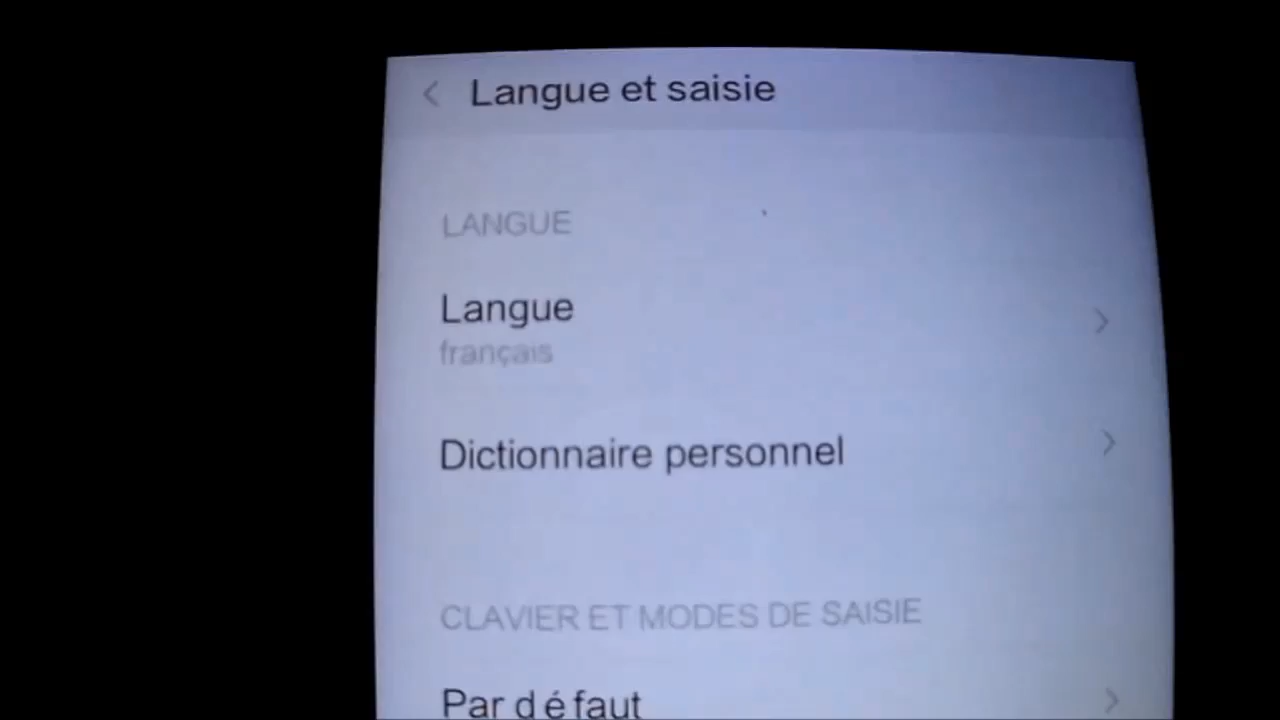 Langue et saisie
LANGUE
Langue
français
Dictionnaire personnel
CLAVIER ET MODES DE SAISIE
Par défaut